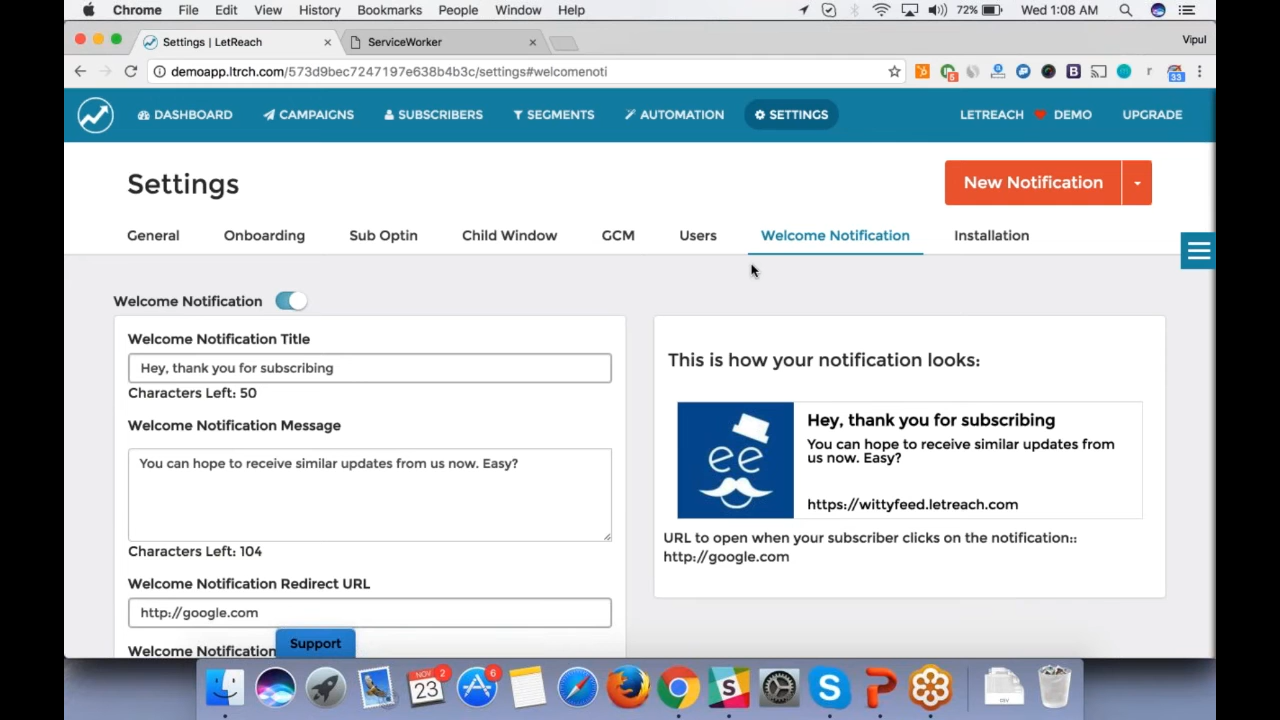 Chrome File Edit View History Bookmarks People Window Help 72% Wed 1:08 AM
Settings | LetReach ServiceWorker Vipul
demoapp.ltrch.com/573d9bec7247197e638b4b3c/settings#welcomenoti 5 B r 33
DASHBOARD CAMPAIGNS SUBSCRIBERS SEGMENTS AUTOMATION SETTINGS LETREACH DEMO UPGRADE
Settings
New Notification
General Onboarding Sub Optin Child Window GCM Users Welcome Notification Installation
Welcome Notification
Welcome Notification Title
Hey, thank you for subscribing
Characters Left: 50
Welcome Notification Message
You can hope to receive similar updates from us now. Easy?
Characters Left: 104
Welcome Notification Redirect URL
http://google.com
Welcome Notification
This is how your notification looks:
ee
Hey, thank you for subscribing
You can hope to receive similar updates from
us now. Easy?
https://wittyfeed.letreach.com
URL to open when your subscriber clicks on the notification::
http://google.com
Support
NOV 2
23
6
S
S